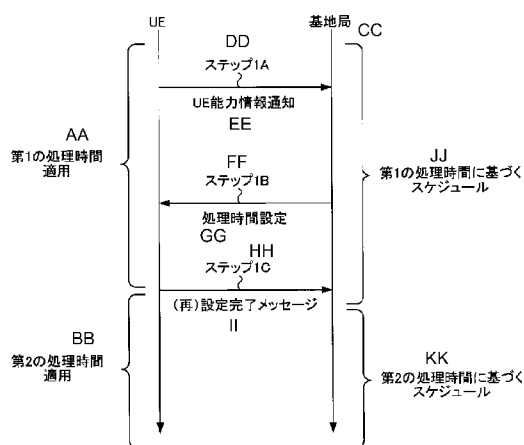 UE
基地局
CC
DD
ステップ1A
UE能力情報通知
EE
AA
第1の処理時間
適用
FF
ステップ1B
JJ
第1の処理時間に基づく
スケジュール
処理時間設定
GG
HH
ステップ1C
(再)設定完了メッセージ
II
BB
第2の処理時間
適用
KK
第2の処理時間に基づく
スケジュール